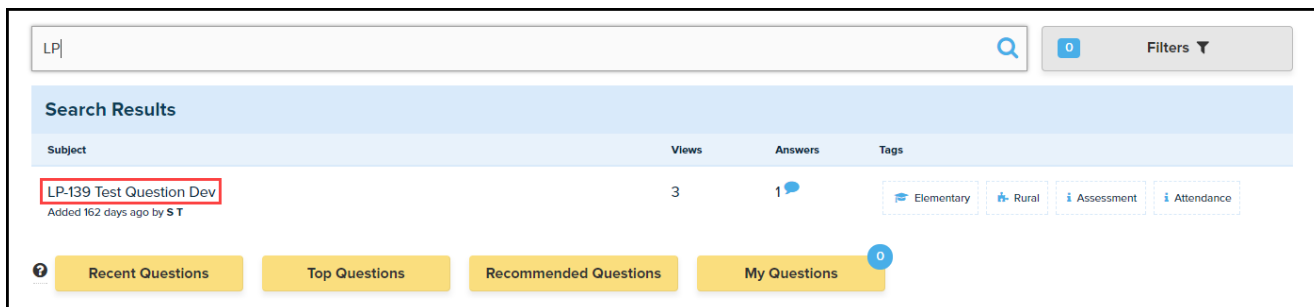 LP
0 Filters
Search Results
Subject Views Answers Tags
LP-139 Test Question Dev 3 1 Elementary Rural i Assessment i Attendance
Added 162 days ago by S T
? Recent Questions Top Questions Recommended Questions My Questions 0